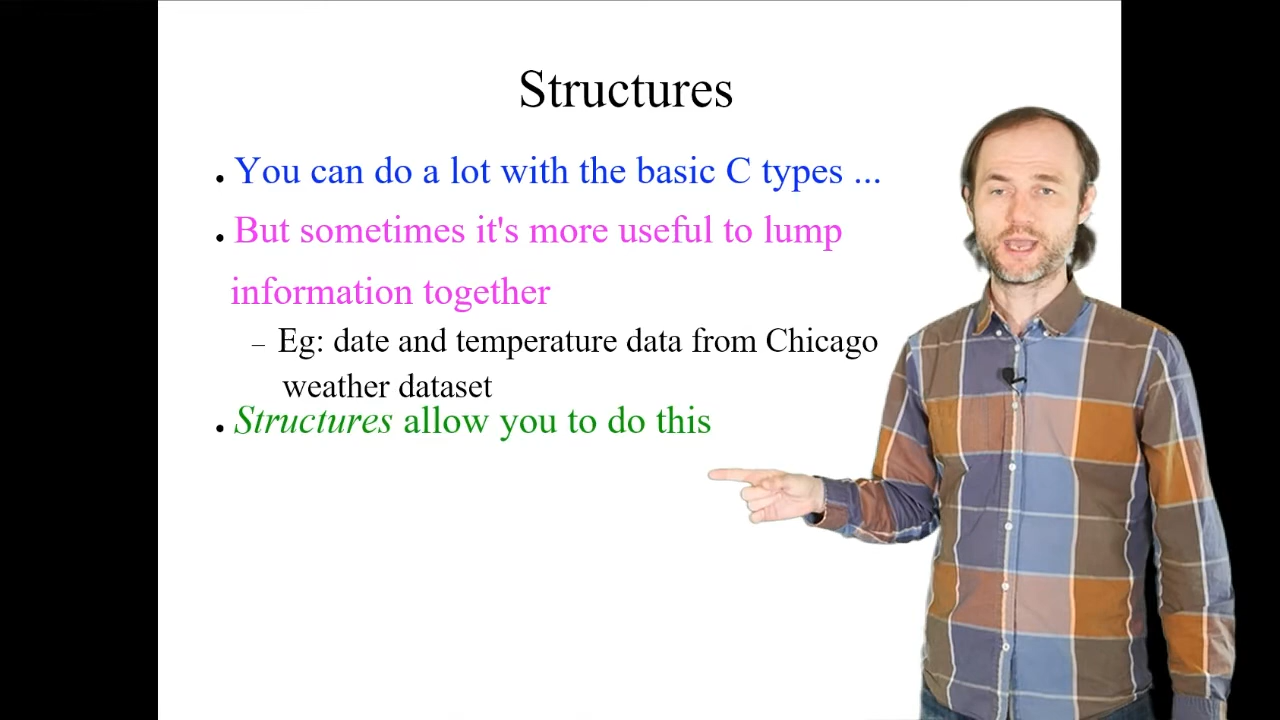 Structures
● You can do a lot with the basic C types ...
● But sometimes it's more useful to lump
information together
– Eg: date and temperature data from Chicago
weather dataset
● Structures allow you to do this